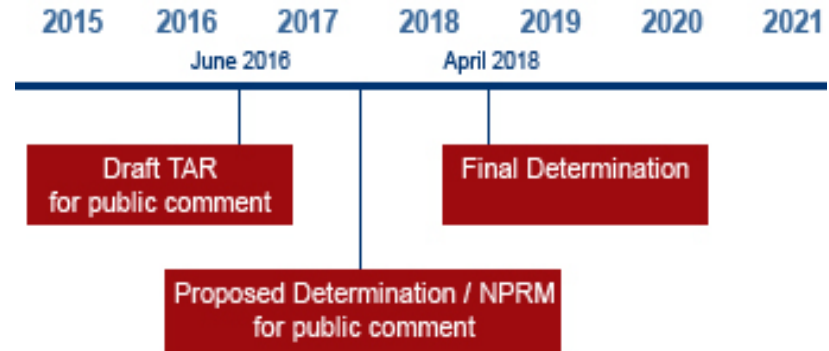 2015 2016 2017 2018 2019 2020 2021
June 2016 April 2018
Draft TAR
for public comment
Final Determination
Proposed Determination / NPRM
for public comment